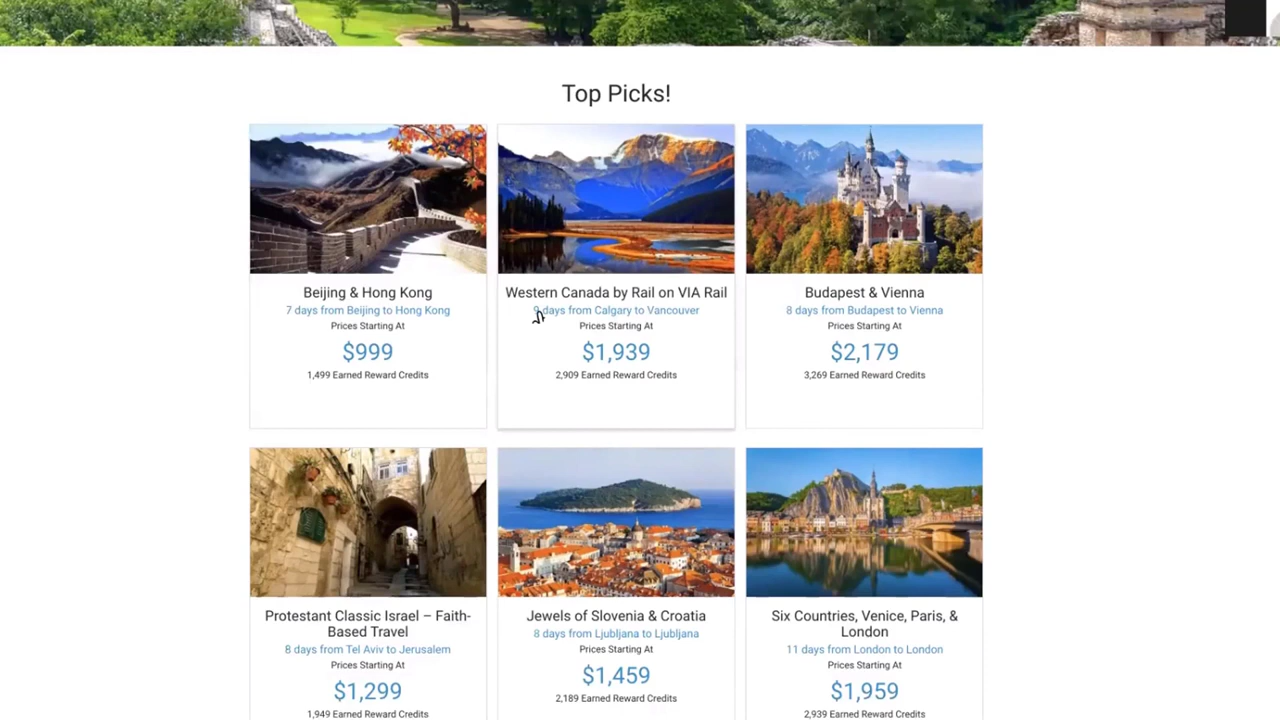 Top Picks!
Beijing & Hong Kong
7 days from Beijing to Hong Kong
Prices Starting At
$999
1,499 Earned Reward Credits
Western Canada by Rail on VIA Rail
9 days from Calgary to Vancouver
Prices Starting At
$1,939
2,909 Earned Reward Credits
Budapest & Vienna
8 days from Budapest to Vienna
Prices Starting At
$2,179
3,269 Earned Reward Credits
Protestant Classic Israel – Faith-
Based Travel
8 days from Tel Aviv to Jerusalem
Prices Starting At
$1,299
1,949 Earned Reward Credits
Jewels of Slovenia & Croatia
8 days from Ljubljana to Ljubljana
Prices Starting At
$1,459
2,189 Earned Reward Credits
Six Countries, Venice, Paris, &
London
11 days from London to London
Prices Starting At
$1,959
2,939 Earned Reward Credits